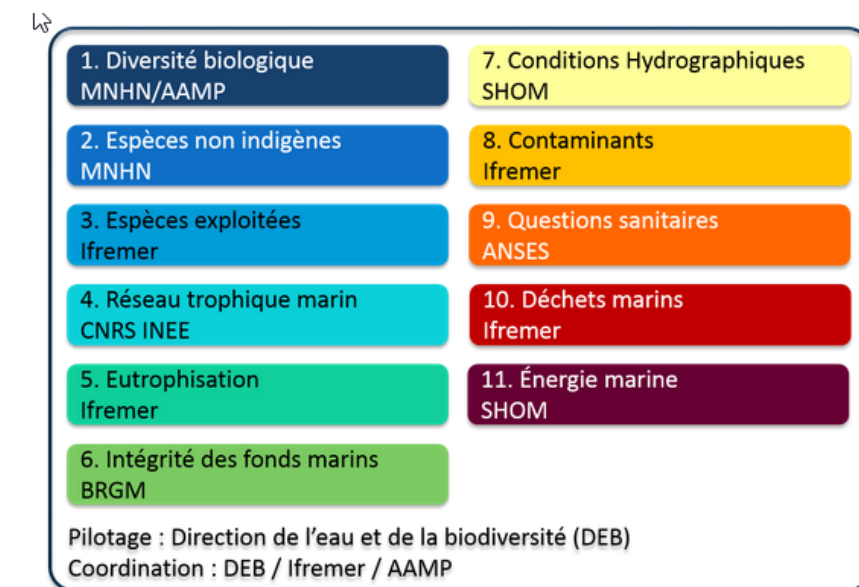 1. Diversité biologique
MNHN/AAMP
2. Espèces non indigènes
MNHN
3. Espèces exploitées
Ifremer
4. Réseau trophique marin
CNRS INEE
5. Eutrophisation
Ifremer
6. Intégrité des fonds marins
BRGM
7. Conditions Hydrographiques
SHOM
8. Contaminants
Ifremer
9. Questions sanitaires
ANSES
10. Déchets marins
Ifremer
11. Énergie marine
SHOM
Pilotage : Direction de l'eau et de la biodiversité (DEB)
Coordination : DEB / Ifremer / AAMP